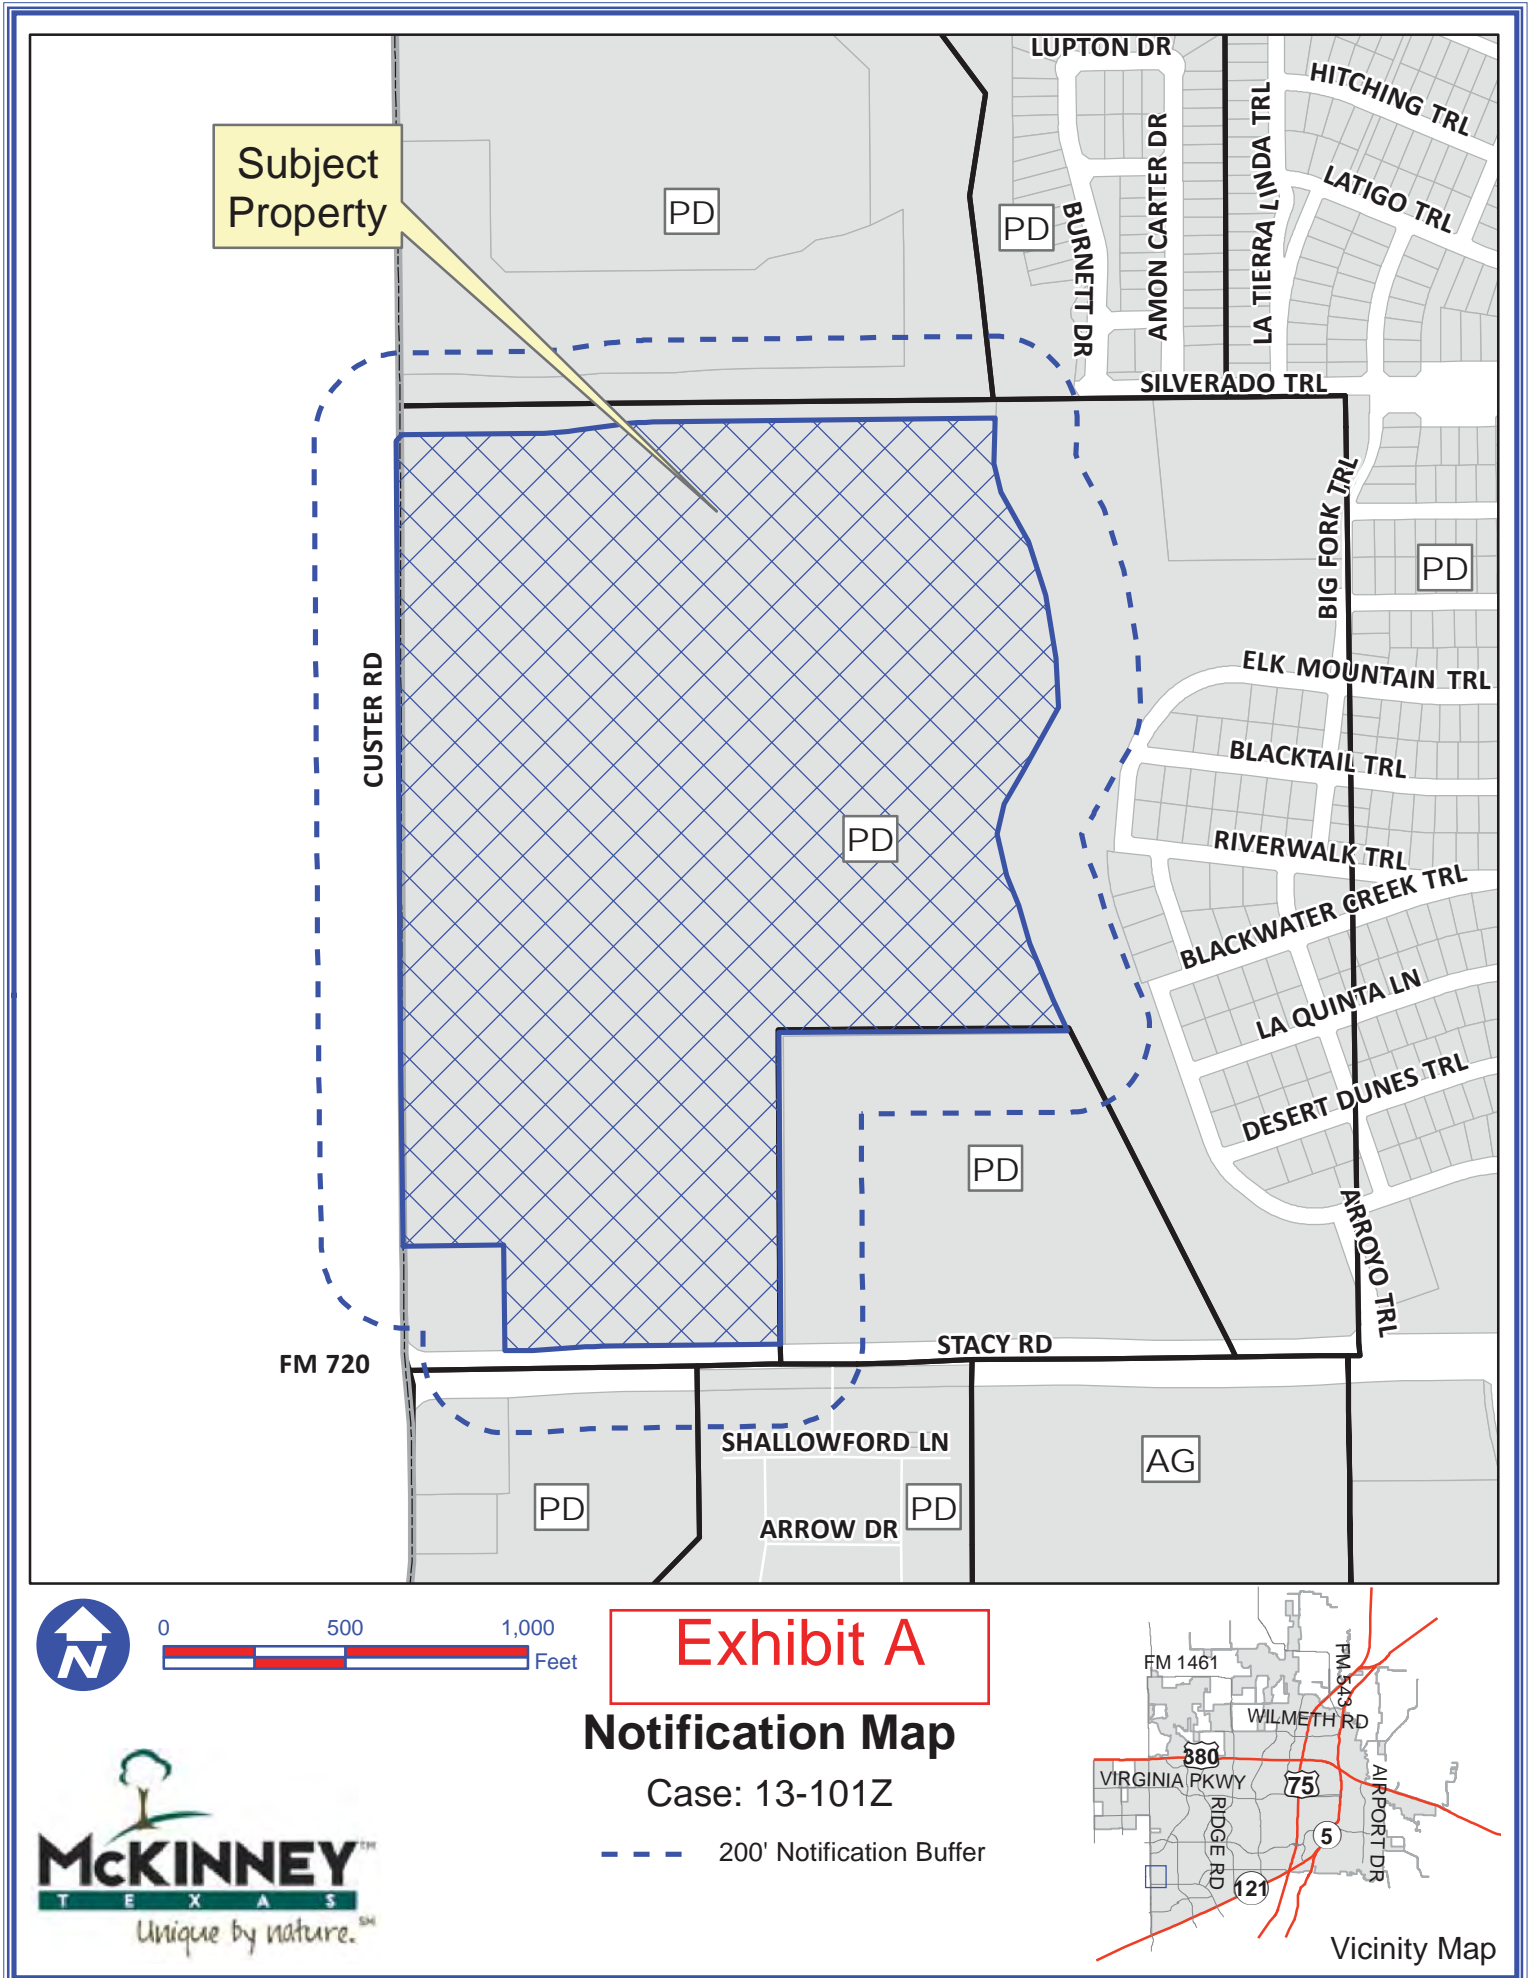 LUPTON DR
HITCHING TRL
LATIGO TRL
LA TIERRA LINDA TRL
AMON CARTER DR
BURNETT DR
Subject
Property
PD
PD
SILVERADO TRL
BIG FORK TRL
PD
ELK MOUNTAIN TRL
CUSTER RD
BLACKTAIL TRL
PD
RIVERWALK TRL
BLACKWATER CREEK TRL
LA QUINTA LN
DESERT DUNES TRL
PD
ARROYO TRL
STACY RD
FM 720
SHALLOWFORD LN
AG
PD
PD
ARROW DR
N
0 500 1,000
Feet
Exhibit A
Notification Map
Case: 13-101Z
200' Notification Buffer
McKINNEY™
TEXAS
Unique by nature.℠
FM 1461
FM 543
WILMETH RD
380
VIRGINIA PKWY
75
RIDGE RD
AIRPORT DR
5
121
Vicinity Map